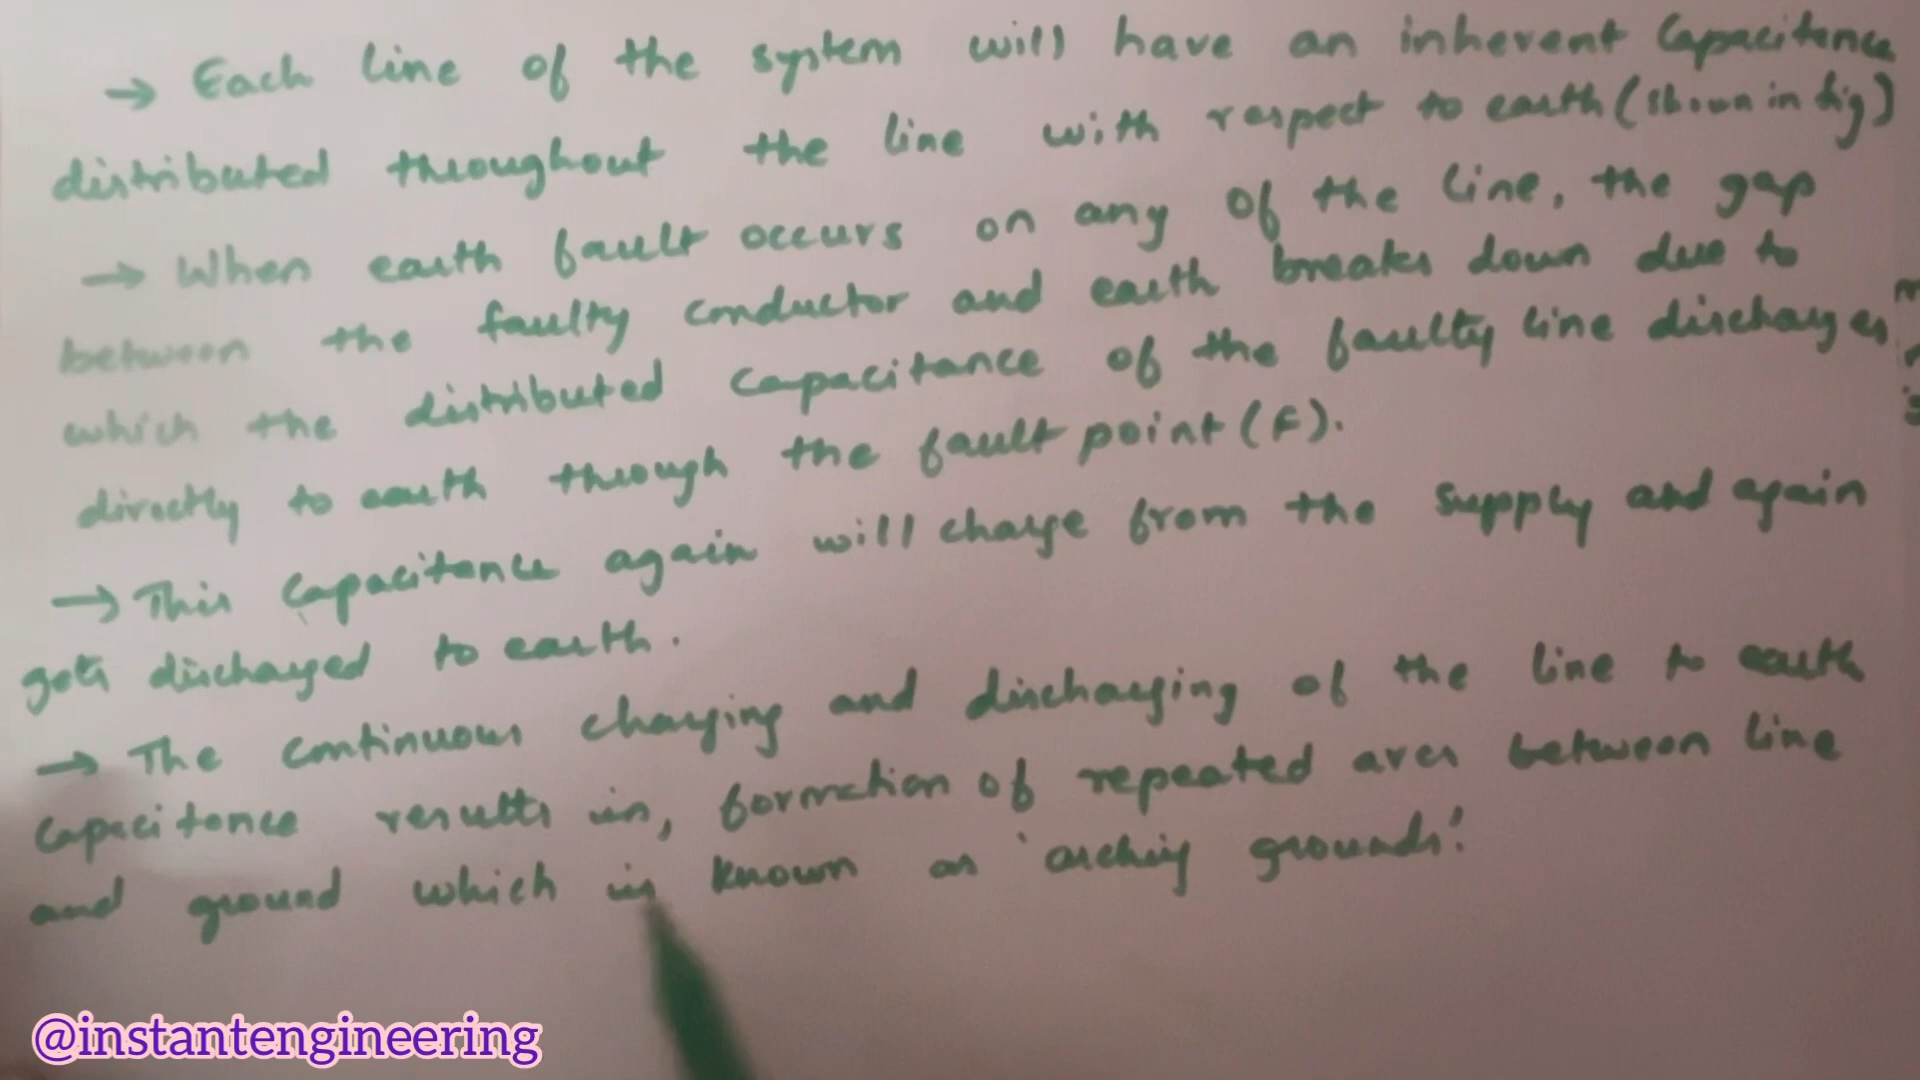 → Each line of the system will have an inherent Capacitance
distributed throughout the line with respect to earth (shown in fig)
→ When earth fault occurs on any of the line, the gap
between the faulty conductor and earth breaks down due to
which the distributed capacitance of the faulty line discharges
directly to earth through the fault point (F).
→ This capacitance again will charge from the supply and again
gets discharged to earth.
→ The continuous charging and discharging of the line to earth
capacitance results in, formation of repeated arcs between line
and ground which is known as 'arching grounds'.
@instantengineering